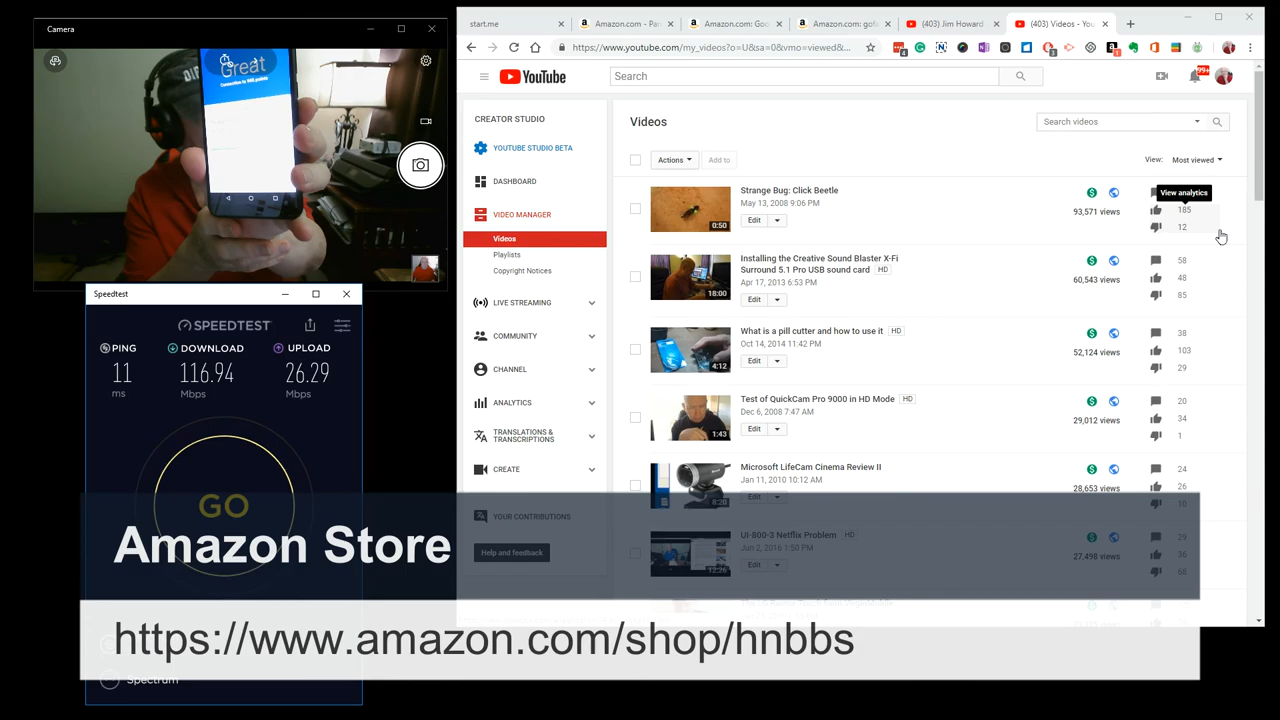 Camera
Great
Speedtest
SPEEDTEST
PING
DOWNLOAD
UPLOAD
11
116.94
26.29
ms
Mbps
Mbps
GO
Spectrum
start.me
Amazon.com - Pan
Amazon.com: Goo
Amazon.com: gofa
(403) Jim Howard
(403) Videos - You
https://www.youtube.com/my_videos?o=U&sa=0&vmo=viewed&...
YouTube
Search
99+
CREATOR STUDIO
YOUTUBE STUDIO BETA
DASHBOARD
VIDEO MANAGER
Videos
Playlists
Copyright Notices
LIVE STREAMING
COMMUNITY
CHANNEL
ANALYTICS
TRANSLATIONS &
TRANSCRIPTIONS
CREATE
YOUR CONTRIBUTIONS
Help and feedback
Videos
Search videos
Actions
Add to
View:
Most viewed
Strange Bug: Click Beetle
May 13, 2008 9:06 PM
Edit
0:50
93,571 views
View analytics
185
12
Installing the Creative Sound Blaster X-Fi
Surround 5.1 Pro USB sound card HD
Apr 17, 2013 6:53 PM
Edit
18:00
60,543 views
58
48
85
What is a pill cutter and how to use it HD
Oct 14, 2014 11:42 PM
Edit
4:12
52,124 views
38
103
29
Test of QuickCam Pro 9000 in HD Mode HD
Dec 6, 2008 7:47 AM
Edit
1:43
29,012 views
20
34
1
Microsoft LifeCam Cinema Review II
Jan 11, 2010 10:12 AM
Edit
8:20
28,653 views
24
26
10
UI-800-3 Netflix Problem HD
Jun 2, 2016 1:50 PM
Edit
12:26
27,498 views
29
36
68
Amazon Store
https://www.amazon.com/shop/hnbbs